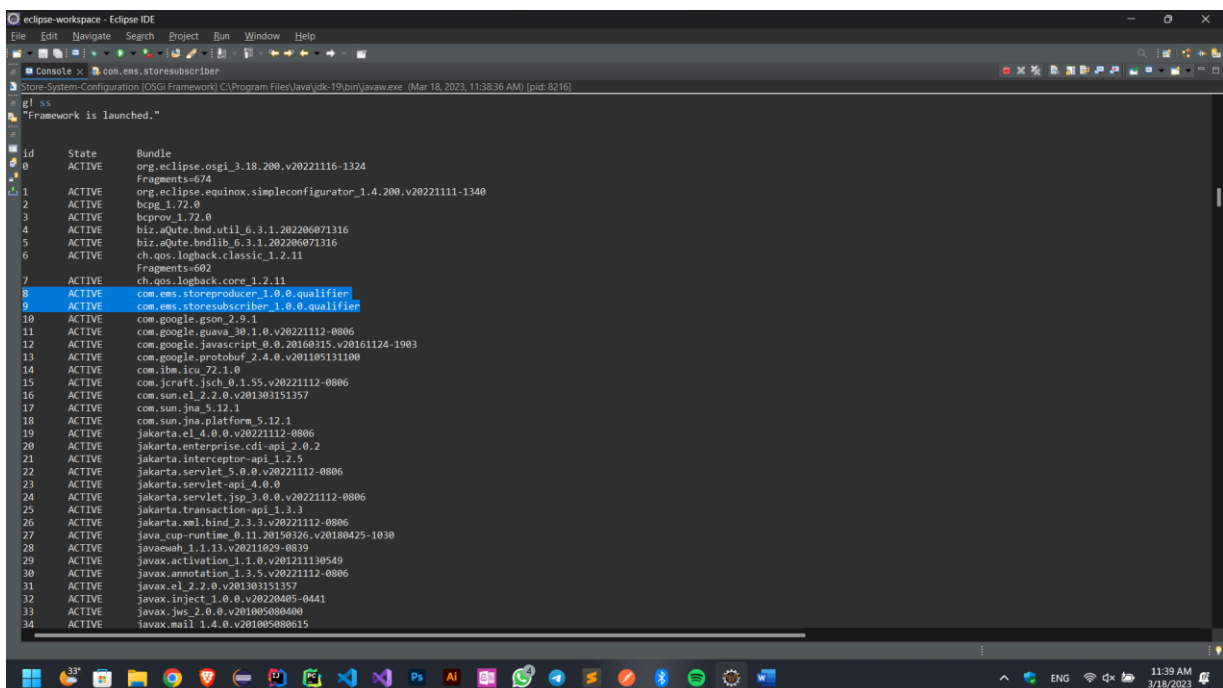 eclipse-workspace - Eclipse IDE
File Edit Navigate Search Project Run Window Help
Console × com.ems.storesubscriber
Store-System-Configuration [OSGi Framework] C:\Program Files\Java\jdk-19\bin\javaw.exe (Mar 18, 2023, 11:38:36 AM) [pid: 8216]
g! ss
"Framework is launched."
id State Bundle
0 ACTIVE org.eclipse.osgi_3.18.200.v20221116-1324
Fragments=674
1 ACTIVE org.eclipse.equinox.simpleconfigurator_1.4.200.v20221111-1340
2 ACTIVE bcpg_1.72.0
3 ACTIVE bcprov_1.72.0
4 ACTIVE biz.aQute.bnd.util_6.3.1.202206071316
5 ACTIVE biz.aQute.bndlib_6.3.1.202206071316
6 ACTIVE ch.qos.logback.classic_1.2.11
Fragments=602
7 ACTIVE ch.qos.logback.core_1.2.11
8 ACTIVE com.ems.storeproducer_1.0.0.qualifier
9 ACTIVE com.ems.storesubscriber_1.0.0.qualifier
10 ACTIVE com.google.gson_2.9.1
11 ACTIVE com.google.guava_30.1.0.v20221112-0806
12 ACTIVE com.google.javascript_0.0.20160315.v20161124-1903
13 ACTIVE com.google.protobuf_2.4.0.v201105131100
14 ACTIVE com.ibm.icu_72.1.0
15 ACTIVE com.jcraft.jsch_0.1.55.v20221112-0806
16 ACTIVE com.sun.el_2.2.0.v201303151357
17 ACTIVE com.sun.jna_5.12.1
18 ACTIVE com.sun.jna.platform_5.12.1
19 ACTIVE jakarta.el_4.0.0.v20221112-0806
20 ACTIVE jakarta.enterprise.cdi-api_2.0.2
21 ACTIVE jakarta.interceptor-api_1.2.5
22 ACTIVE jakarta.servlet_5.0.0.v20221112-0806
23 ACTIVE jakarta.servlet-api_4.0.0
24 ACTIVE jakarta.servlet.jsp_3.0.0.v20221112-0806
25 ACTIVE jakarta.transaction-api_1.3.3
26 ACTIVE jakarta.xml.bind_2.3.3.v20221112-0806
27 ACTIVE java_cup-runtime_0.11.20150326.v20180425-1030
28 ACTIVE javaewah_1.1.13.v20211029-0839
29 ACTIVE javax.activation_1.1.0.v201211130549
30 ACTIVE javax.annotation_1.3.5.v20221112-0806
31 ACTIVE javax.el_2.2.0.v201303151357
32 ACTIVE javax.inject_1.0.0.v20220405-0441
33 ACTIVE javax.jws_2.0.0.v201005080400
34 ACTIVE javax.mail_1.4.0.v201005080615
33°
Ps Ai
4
ENG 11:39 AM
3/18/2023